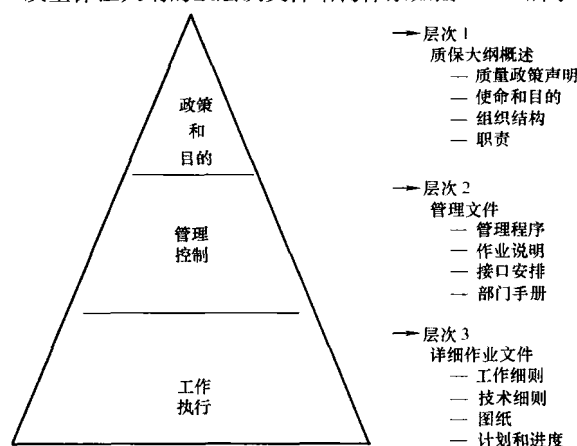 政策
和
目的
管理
控制
工作
执行
层次 1
质保大纲概述
— 质量政策声明
— 使命和目的
— 组织结构
— 职责
层次 2
管理文件
— 管理程序
— 作业说明
— 接口安排
— 部门手册
层次 3
详细作业文件
— 工作细则
— 技术细则
— 图纸
— 计划和进度